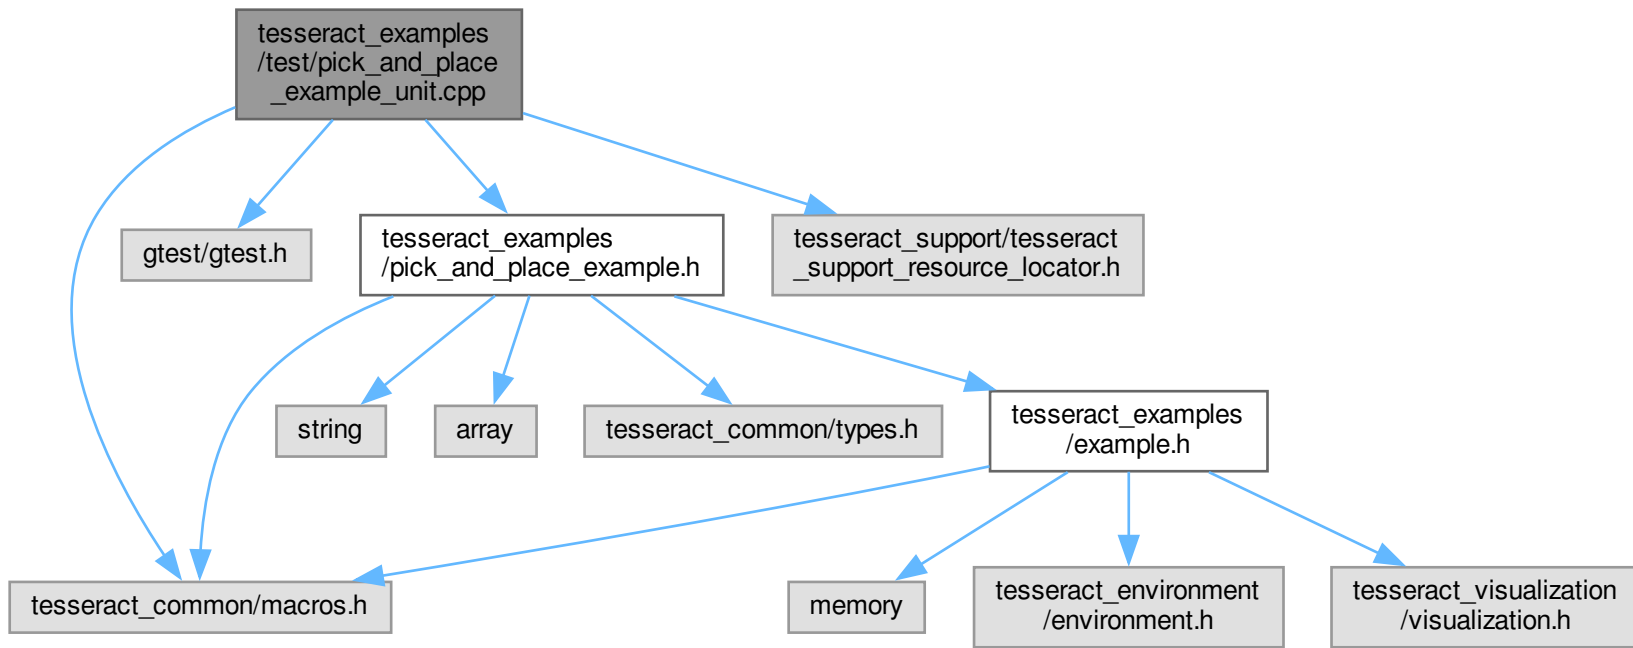 tesseract_examples
/test/pick_and_place
_example_unit.cpp
gtest/gtest.h
tesseract_examples
/pick_and_place_example.h
tesseract_support/tesseract
_support_resource_locator.h
string
array
tesseract_common/types.h
tesseract_examples
/example.h
tesseract_common/macros.h
memory
tesseract_environment
/environment.h
tesseract_visualization
/visualization.h